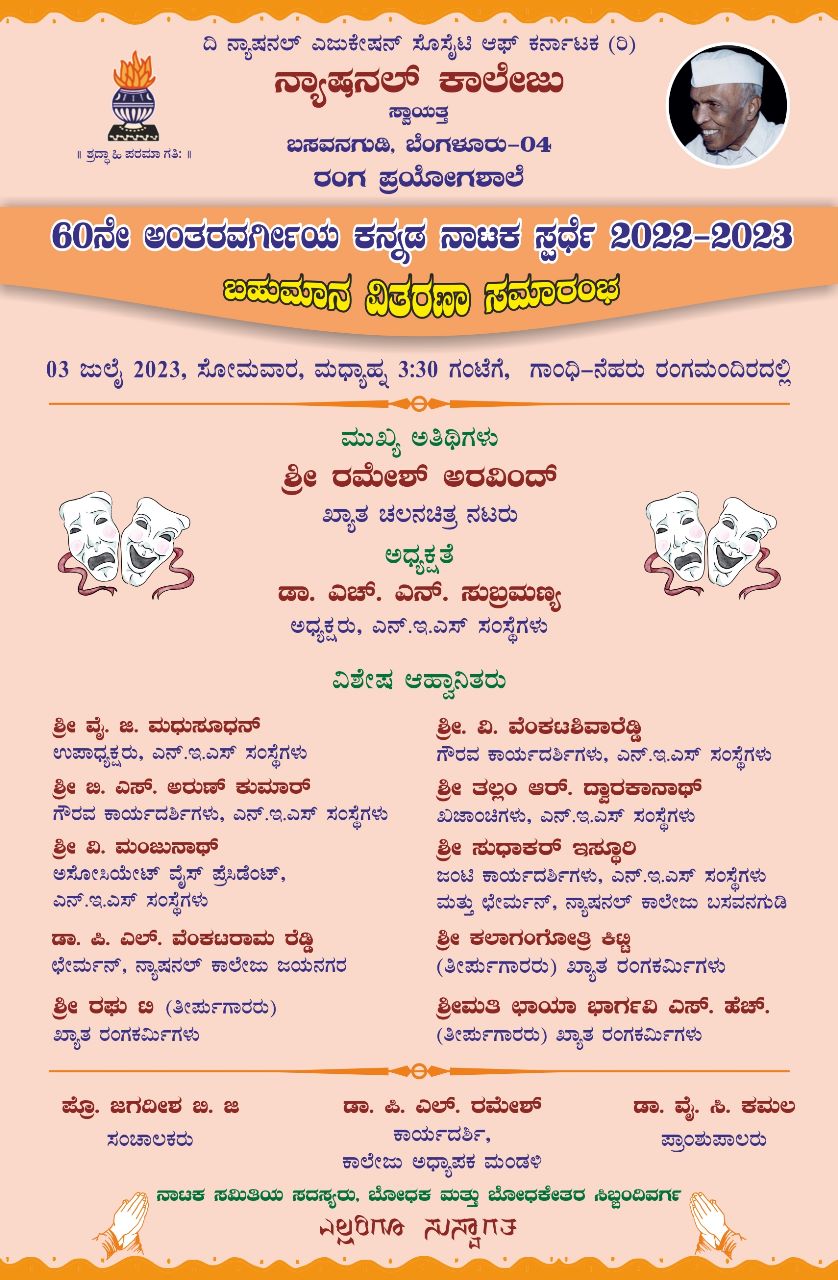 ದಿ ನ್ಯಾಷನಲ್ ಎಜುಕೇಷನ್ ಸೊಸೈಟಿ ಆಫ್ ಕರ್ನಾಟಕ (ರಿ)
ನ್ಯಾಷನಲ್ ಕಾಲೇಜು
ಸ್ವಾಯತ್ತ
ಬಸವನಗುಡಿ, ಬೆಂಗಳೂರು-04
ರಂಗ ಪ್ರಯೋಗಶಾಲೆ
॥ ಶ್ರದ್ಧಾ ಹಿ ಪರಮಾ ಗತಿಃ ॥
60ನೇ ಅಂತರವರ್ಗೀಯ ಕನ್ನಡ ನಾಟಕ ಸ್ಪರ್ಧೆ 2022-2023
ಬಹುಮಾನ ವಿತರಣಾ ಸಮಾರಂಭ
03 ಜುಲೈ 2023, ಸೋಮವಾರ, ಮಧ್ಯಾಹ್ನ 3:30 ಗಂಟೆಗೆ, ಗಾಂಧಿ-ನೆಹರು ರಂಗಮಂದಿರದಲ್ಲಿ
ಮುಖ್ಯ ಅತಿಥಿಗಳು
ಶ್ರೀ ರಮೇಶ್ ಅರವಿಂದ್
ಖ್ಯಾತ ಚಲನಚಿತ್ರ ನಟರು
ಅಧ್ಯಕ್ಷತೆ
ಡಾ. ಎಚ್. ಎನ್. ಸುಬ್ರಮಣ್ಯ
ಅಧ್ಯಕ್ಷರು, ಎನ್.ಇ.ಎಸ್ ಸಂಸ್ಥೆಗಳು
ವಿಶೇಷ ಆಹ್ವಾನಿತರು
ಶ್ರೀ ವೈ. ಜಿ. ಮಧುಸೂಧನ್
ಉಪಾಧ್ಯಕ್ಷರು, ಎನ್.ಇ.ಎಸ್ ಸಂಸ್ಥೆಗಳು
ಶ್ರೀ. ವಿ. ವೆಂಕಟಶಿವಾರೆಡ್ಡಿ
ಗೌರವ ಕಾರ್ಯದರ್ಶಿಗಳು, ಎನ್.ಇ.ಎಸ್ ಸಂಸ್ಥೆಗಳು
ಶ್ರೀ ಬಿ. ಎಸ್. ಅರುಣ್ ಕುಮಾರ್
ಗೌರವ ಕಾರ್ಯದರ್ಶಿಗಳು, ಎನ್.ಇ.ಎಸ್ ಸಂಸ್ಥೆಗಳು
ಶ್ರೀ ತಲ್ಲಂ ಆರ್. ದ್ವಾರಕಾನಾಥ್
ಖಜಾಂಚಿಗಳು, ಎನ್.ಇ.ಎಸ್ ಸಂಸ್ಥೆಗಳು
ಶ್ರೀ ವಿ. ಮಂಜುನಾಥ್
ಅಸೋಸಿಯೇಟ್ ವೈಸ್ ಪ್ರೆಸಿಡೆಂಟ್,
ಎನ್.ಇ.ಎಸ್ ಸಂಸ್ಥೆಗಳು
ಶ್ರೀ ಸುಧಾಕರ್ ಇಸ್ಥೂರಿ
ಜಂಟಿ ಕಾರ್ಯದರ್ಶಿಗಳು, ಎನ್.ಇ.ಎಸ್ ಸಂಸ್ಥೆಗಳು
ಮತ್ತು ಛೇರ್ಮನ್, ನ್ಯಾಷನಲ್ ಕಾಲೇಜು ಬಸವನಗುಡಿ
ಡಾ. ಪಿ. ಎಲ್. ವೆಂಕಟರಾಮ ರೆಡ್ಡಿ
ಛೇರ್ಮನ್, ನ್ಯಾಷನಲ್ ಕಾಲೇಜು ಜಯನಗರ
ಶ್ರೀ ಕಲಾಗಂಗೋತ್ರಿ ಕಿಟ್ಟಿ
(ತೀರ್ಪುಗಾರರು) ಖ್ಯಾತ ರಂಗಕರ್ಮಿಗಳು
ಶ್ರೀ ರಘು ಟಿ (ತೀರ್ಪುಗಾರರು)
ಖ್ಯಾತ ರಂಗಕರ್ಮಿಗಳು
ಶ್ರೀಮತಿ ಛಾಯಾ ಭಾರ್ಗವಿ ಎಸ್. ಹೆಚ್.
(ತೀರ್ಪುಗಾರರು) ಖ್ಯಾತ ರಂಗಕರ್ಮಿಗಳು
ಪ್ರೊ. ಜಗದೀಶ ಬಿ. ಜಿ
ಸಂಚಾಲಕರು
ಡಾ. ಪಿ. ಎಲ್. ರಮೇಶ್
ಕಾರ್ಯದರ್ಶಿ,
ಕಾಲೇಜು ಅಧ್ಯಾಪಕ ಮಂಡಳಿ
ಡಾ. ವೈ. ಸಿ. ಕಮಲ
ಪ್ರಾಂಶುಪಾಲರು
ನಾಟಕ ಸಮಿತಿಯ ಸದಸ್ಯರು, ಬೋಧಕ ಮತ್ತು ಬೋಧಕೇತರ ಸಿಬ್ಬಂದಿವರ್ಗ
ಎಲ್ಲರಿಗೂ ಸುಸ್ವಾಗತ